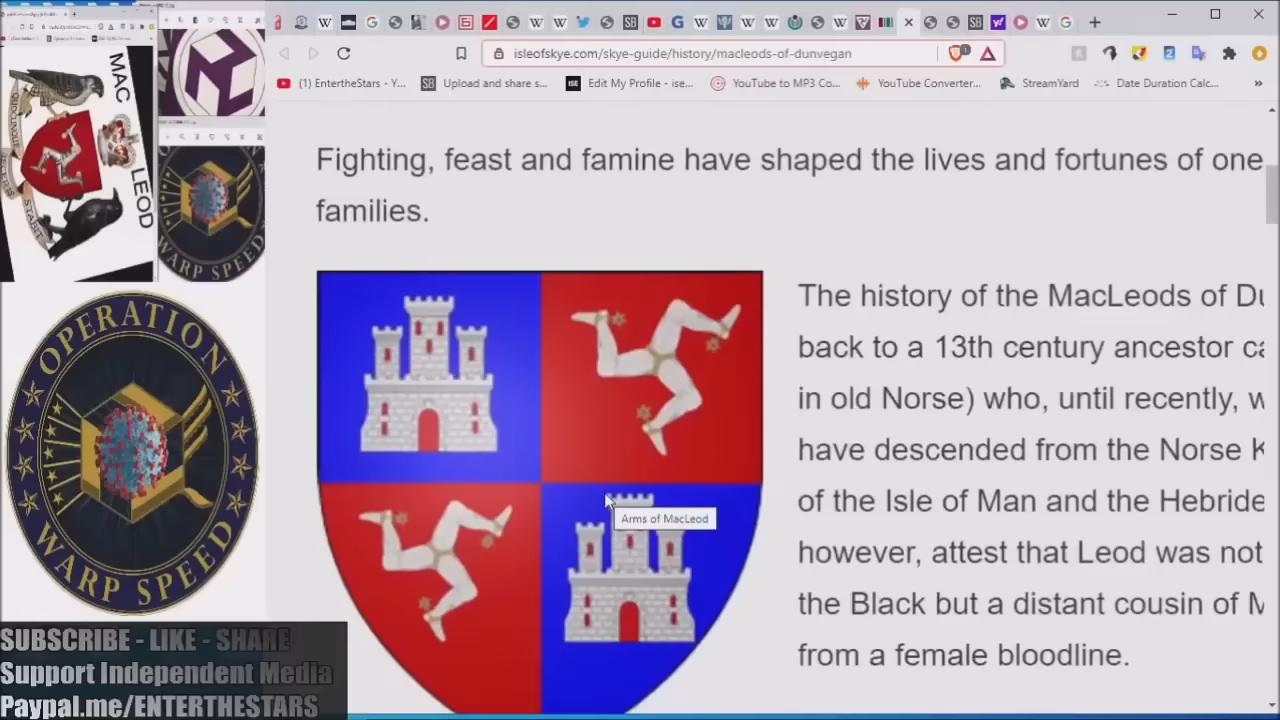 MAC
LEOD
STABIT
WARP SPEED
OPERATION
WARP SPEED
SUBSCRIBE - LIKE - SHARE
Support Independent Media
Paypal.me/ENTERTHESTARS
isleofskye.com/skye-guide/history/macleods-of-dunvegan
(1) EntertheStars - Y...
Upload and share s...
Edit My Profile - ise...
YouTube to MP3 Co...
YouTube Converter...
StreamYard
Date Duration Calc...
»
Fighting, feast and famine have shaped the lives and fortunes of one
families.
Arms of MacLeod
The history of the MacLeods of Du
back to a 13th century ancestor ca
in old Norse) who, until recently, w
have descended from the Norse K
of the Isle of Man and the Hebride
however, attest that Leod was not
the Black but a distant cousin of M
from a female bloodline.